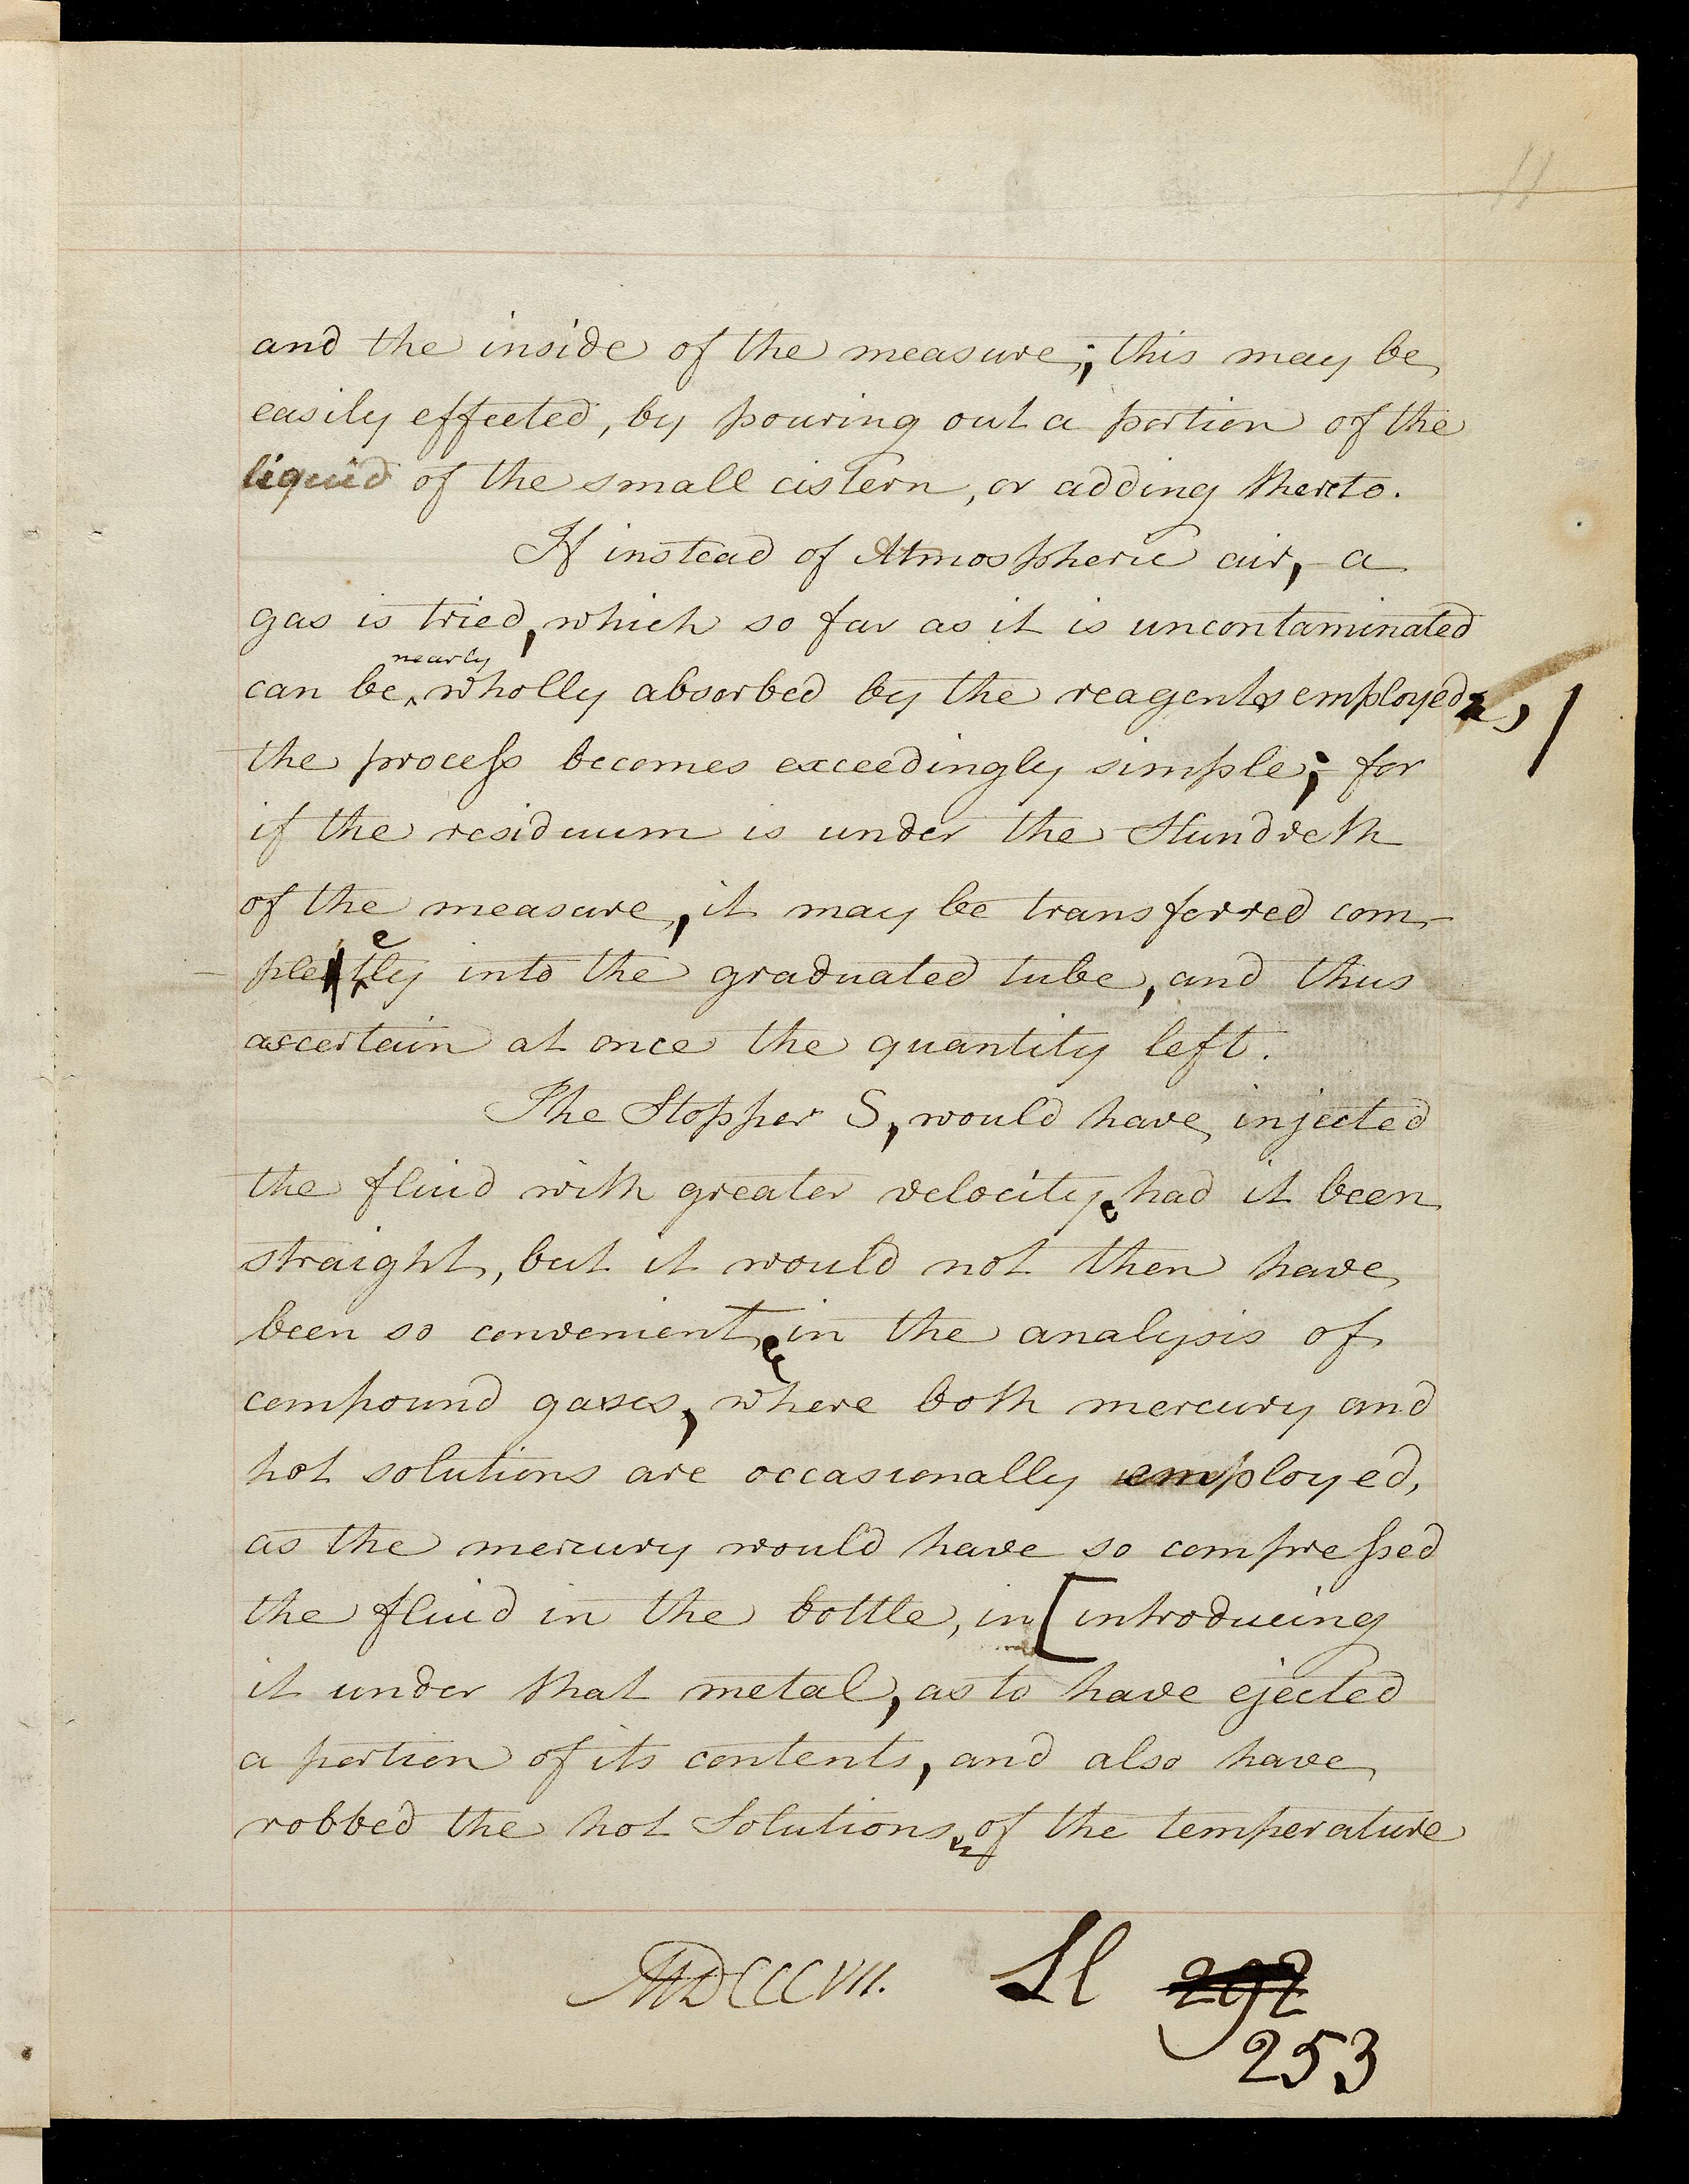 11
and the inside of the measure; this may be
easily effected, by pouring out a portion of the
liquid of the small cistern, or adding thereto.
If instead of Atmospheric air, a
gas is tried, which so far as it is uncontaminated
nearly
can be ^ wholly absorbed by the reagents employed,
the process becomes exceedingly simple; for
if the residuum is under the Hundreth
of the measure, it may be transferred com-
pletely into the graduated tube, and thus
ascertain at once the quantity left.
The Stopper S, would have injected
the fluid with greater velocity, had it been
straight, but it would not then have
been so convenient, in the analysis of
compound gases, where both mercury and
hot solutions are occasionally employed,
as the mercury would have so compressed
the fluid in the bottle, in [introducing
it under that metal, as to have ejected
a portion of its contents, and also have
robbed the hot Solutions, of the temperature
MDCCCVII. Ll 292
253